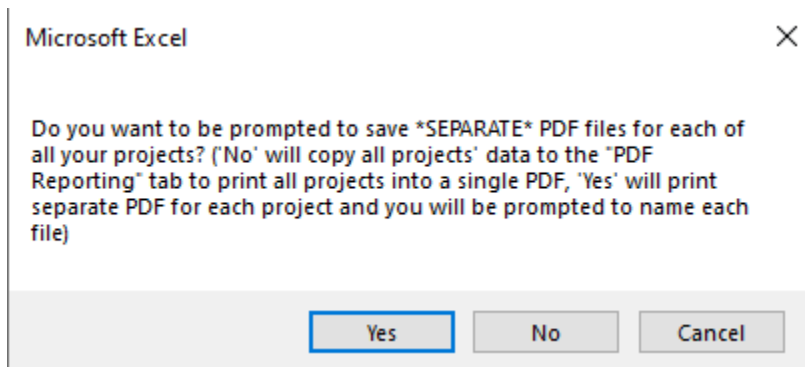 Microsoft Excel
Do you want to be prompted to save *SEPARATE* PDF files for each of
all your projects? ('No' will copy all projects' data to the "PDF
Reporting" tab to print all projects into a single PDF, 'Yes' will print
separate PDF for each project and you will be prompted to name each
file)
Yes No Cancel